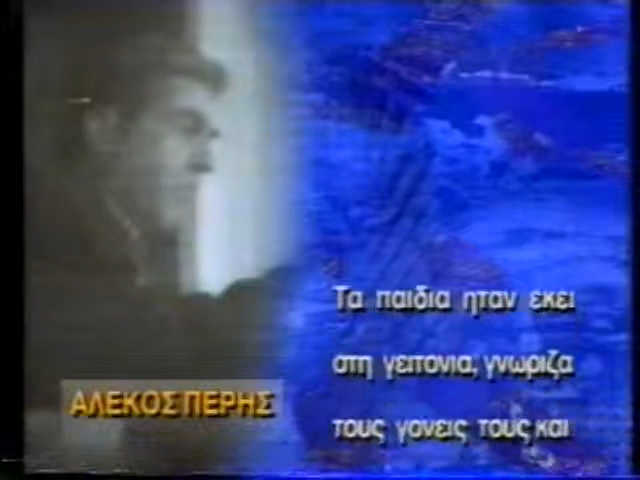 Τα παιδια ηταν εκει
στη γειτονια, γνωριζα
τους γονεις τους και
ΑΛΕΚΟΣ ΠΕΡΗΣ